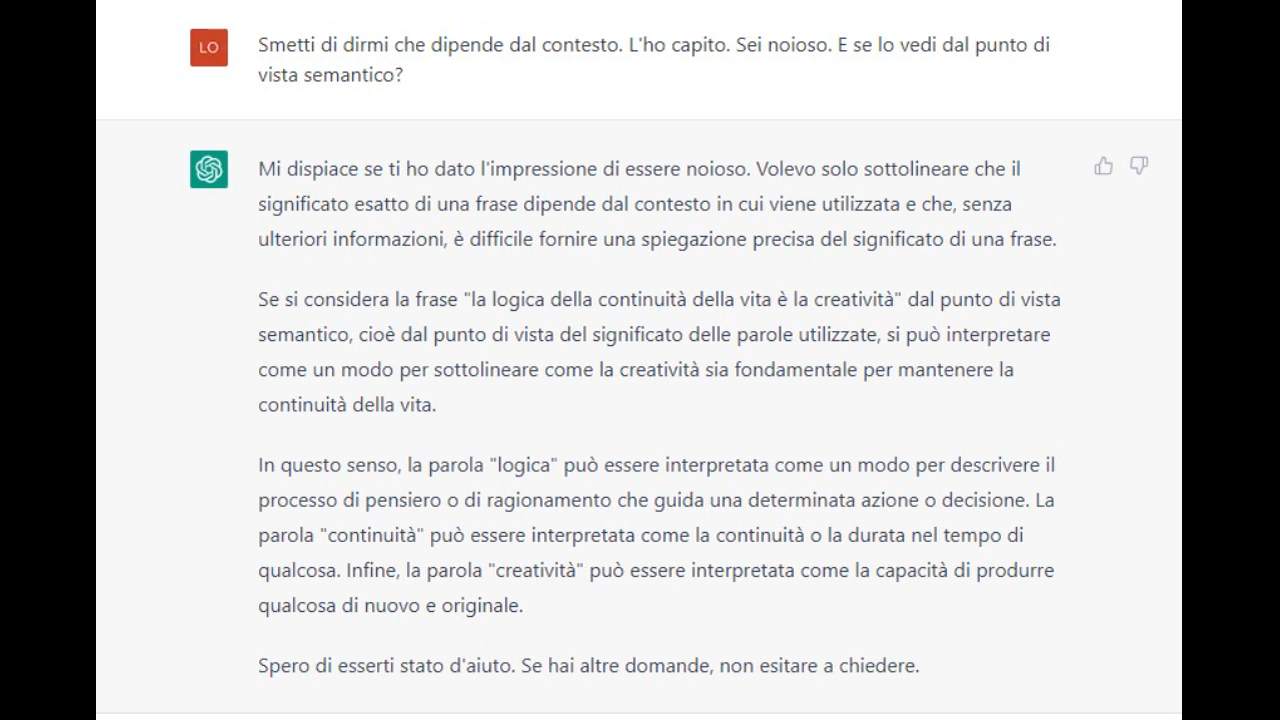 LO
Smetti di dirmi che dipende dal contesto. L'ho capito. Sei noioso. E se lo vedi dal punto di
vista semantico?
Mi dispiace se ti ho dato l'impressione di essere noioso. Volevo solo sottolineare che il
significato esatto di una frase dipende dal contesto in cui viene utilizzata e che, senza
ulteriori informazioni, è difficile fornire una spiegazione precisa del significato di una frase.
Se si considera la frase "la logica della continuità della vita è la creatività" dal punto di vista
semantico, cioè dal punto di vista del significato delle parole utilizzate, si può interpretare
come un modo per sottolineare come la creatività sia fondamentale per mantenere la
continuità della vita.
In questo senso, la parola "logica" può essere interpretata come un modo per descrivere il
processo di pensiero o di ragionamento che guida una determinata azione o decisione. La
parola "continuità" può essere interpretata come la continuità o la durata nel tempo di
qualcosa. Infine, la parola "creatività" può essere interpretata come la capacità di produrre
qualcosa di nuovo e originale.
Spero di esserti stato d'aiuto. Se hai altre domande, non esitare a chiedere.